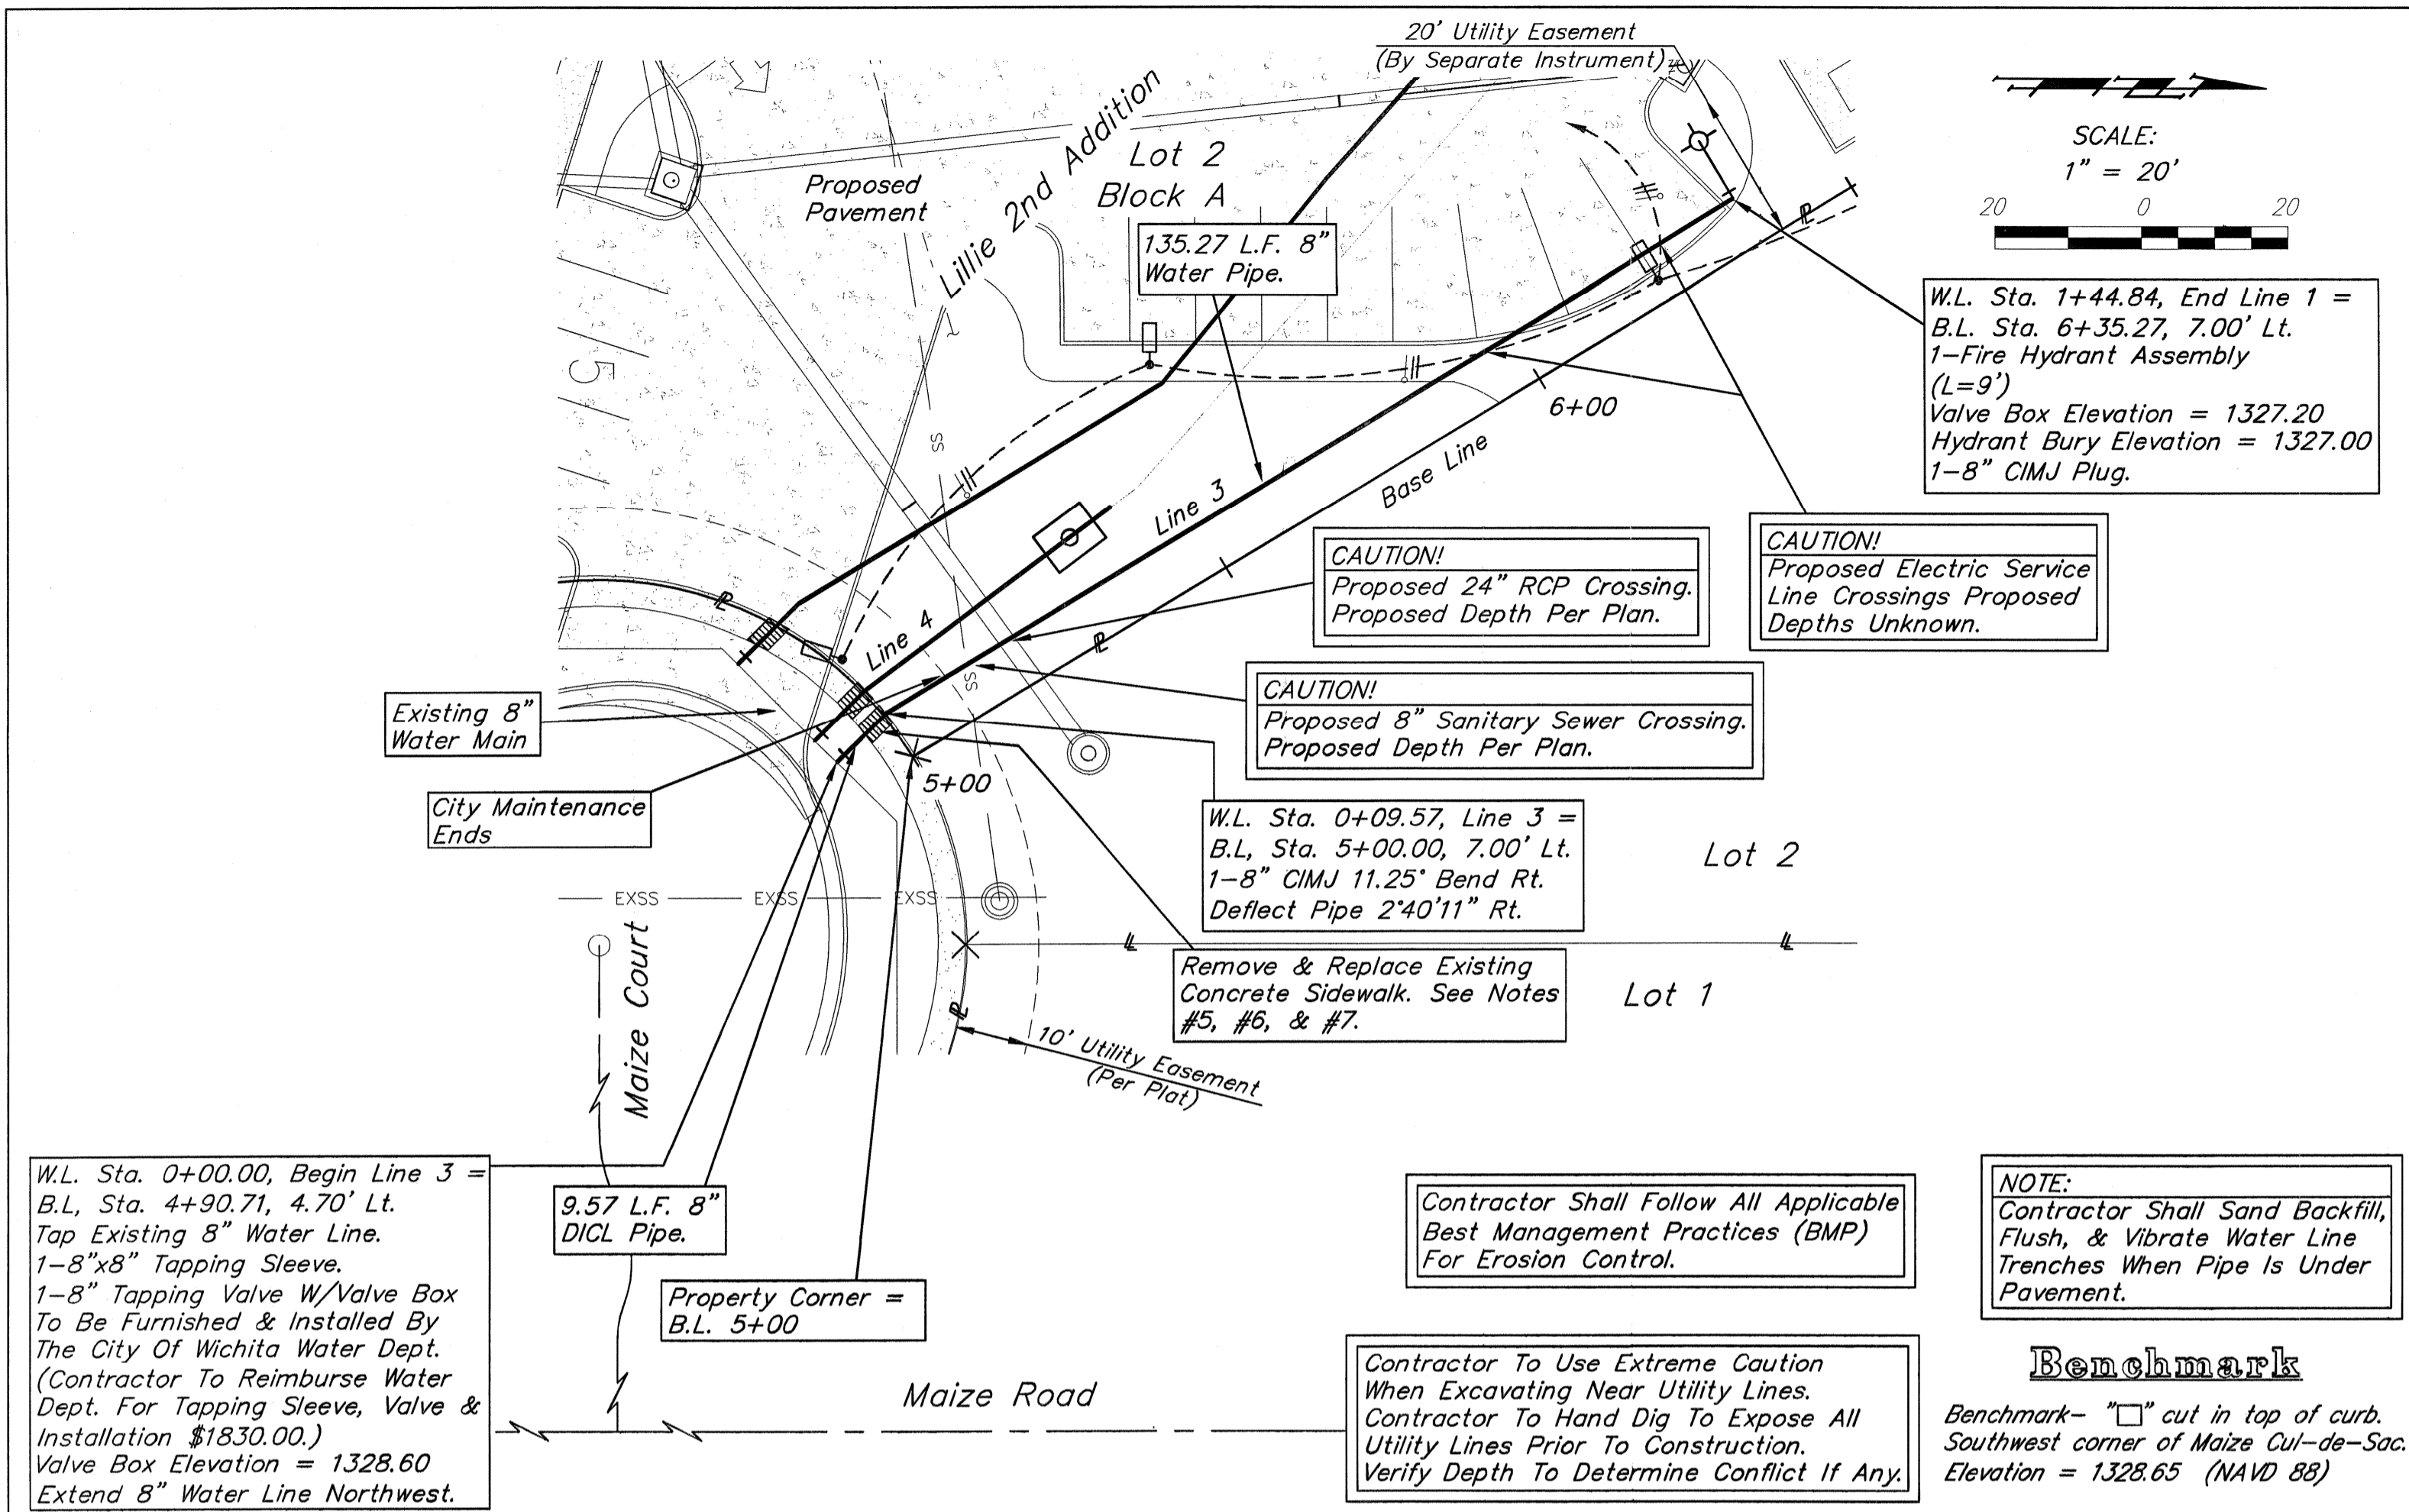 20' Utility Easement
(By Separate Instrument)
SCALE:
1" = 20'
20 0 20
Lillie 2nd Addition
Lot 2
Block A
Proposed
Pavement
135.27 L.F. 8"
Water Pipe.
W.L. Sta. 1+44.84, End Line 1 =
B.L. Sta. 6+35.27, 7.00' Lt.
1-Fire Hydrant Assembly
(L=9')
Valve Box Elevation = 1327.20
Hydrant Bury Elevation = 1327.00
1-8" CIMJ Plug.
5
SS
6+00
Base Line
Line 3
CAUTION!
Proposed 24" RCP Crossing.
Proposed Depth Per Plan.
CAUTION!
Proposed Electric Service
Line Crossings Proposed
Depths Unknown.
Line 4
SS
CAUTION!
Proposed 8" Sanitary Sewer Crossing.
Proposed Depth Per Plan.
Existing 8"
Water Main
5+00
City Maintenance
Ends
W.L. Sta. 0+09.57, Line 3 =
B.L, Sta. 5+00.00, 7.00' Lt.
1-8" CIMJ 11.25° Bend Rt.
Deflect Pipe 2°40'11" Rt.
Lot 2
EXSS EXSS EXSS
Maize Court
Remove & Replace Existing
Concrete Sidewalk. See Notes
#5, #6, & #7.
Lot 1
10' Utility Easement
(Per Plat)
W.L. Sta. 0+00.00, Begin Line 3 =
B.L, Sta. 4+90.71, 4.70' Lt.
Tap Existing 8" Water Line.
1-8"x8" Tapping Sleeve.
1-8" Tapping Valve W/Valve Box
To Be Furnished & Installed By
The City Of Wichita Water Dept.
(Contractor To Reimburse Water
Dept. For Tapping Sleeve, Valve &
Installation $1830.00.)
Valve Box Elevation = 1328.60
Extend 8" Water Line Northwest.
9.57 L.F. 8"
DICL Pipe.
Property Corner =
B.L. 5+00
Contractor Shall Follow All Applicable
Best Management Practices (BMP)
For Erosion Control.
NOTE:
Contractor Shall Sand Backfill,
Flush, & Vibrate Water Line
Trenches When Pipe Is Under
Pavement.
Maize Road
Contractor To Use Extreme Caution
When Excavating Near Utility Lines.
Contractor To Hand Dig To Expose All
Utility Lines Prior To Construction.
Verify Depth To Determine Conflict If Any.
Benchmark
Benchmark- "□" cut in top of curb.
Southwest corner of Maize Cul-de-Sac.
Elevation = 1328.65 (NAVD 88)